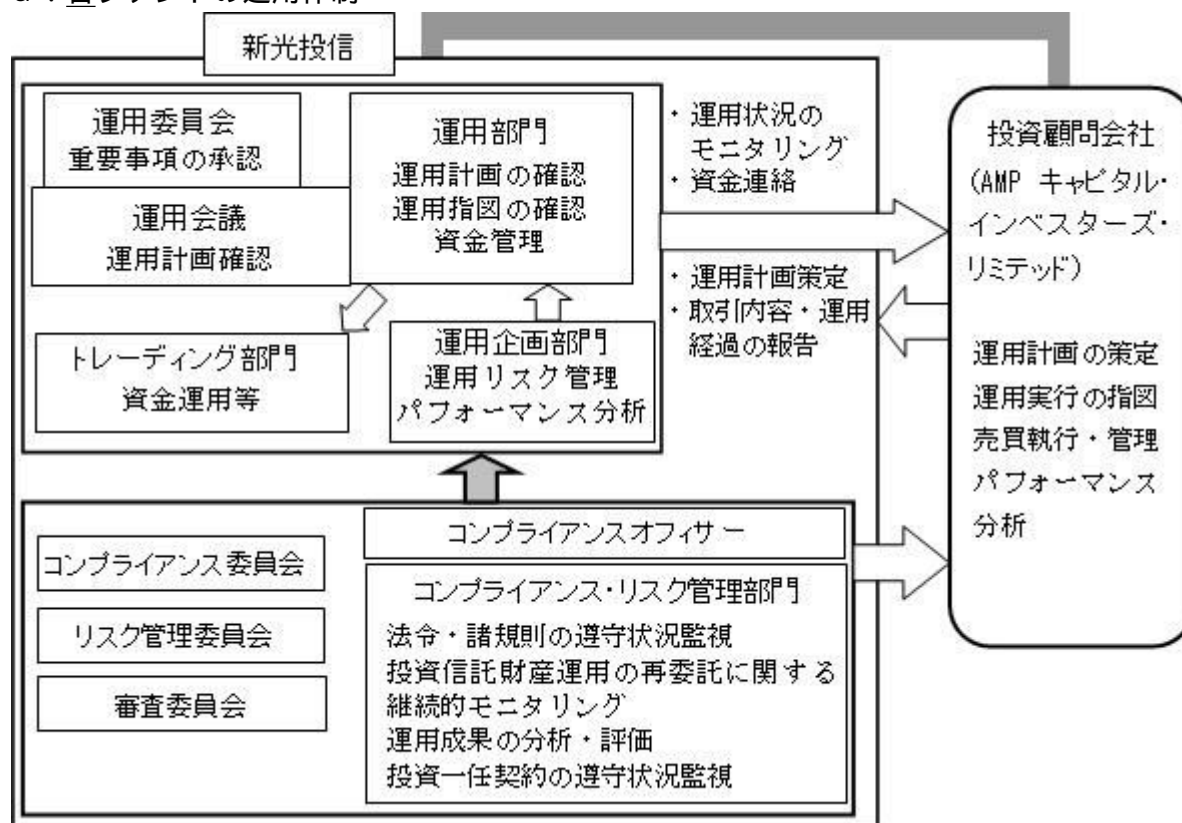 新光投信
運用委員会
重要事項の承認
運用会議
運用計画確認
運用部門
運用計画の確認
運用指図の確認
資金管理
トレーディング部門
資金運用等
運用企画部門
運用リスク管理
パフォーマンス分析
・運用状況の
モニタリング
・資金連絡
・運用計画策定
・取引内容・運用
経過の報告
投資顧問会社
(AMP キャピタル・
インベスターズ・
リミテッド)
運用計画の策定
運用実行の指図
売買執行・管理
パフォーマンス
分析
コンプライアンス委員会
リスク管理委員会
審査委員会
コンプライアンスオフィサー
コンプライアンス・リスク管理部門
法令・諸規則の遵守状況監視
投資信託財産運用の再委託に関する
継続的モニタリング
運用成果の分析・評価
投資一任契約の遵守状況監視